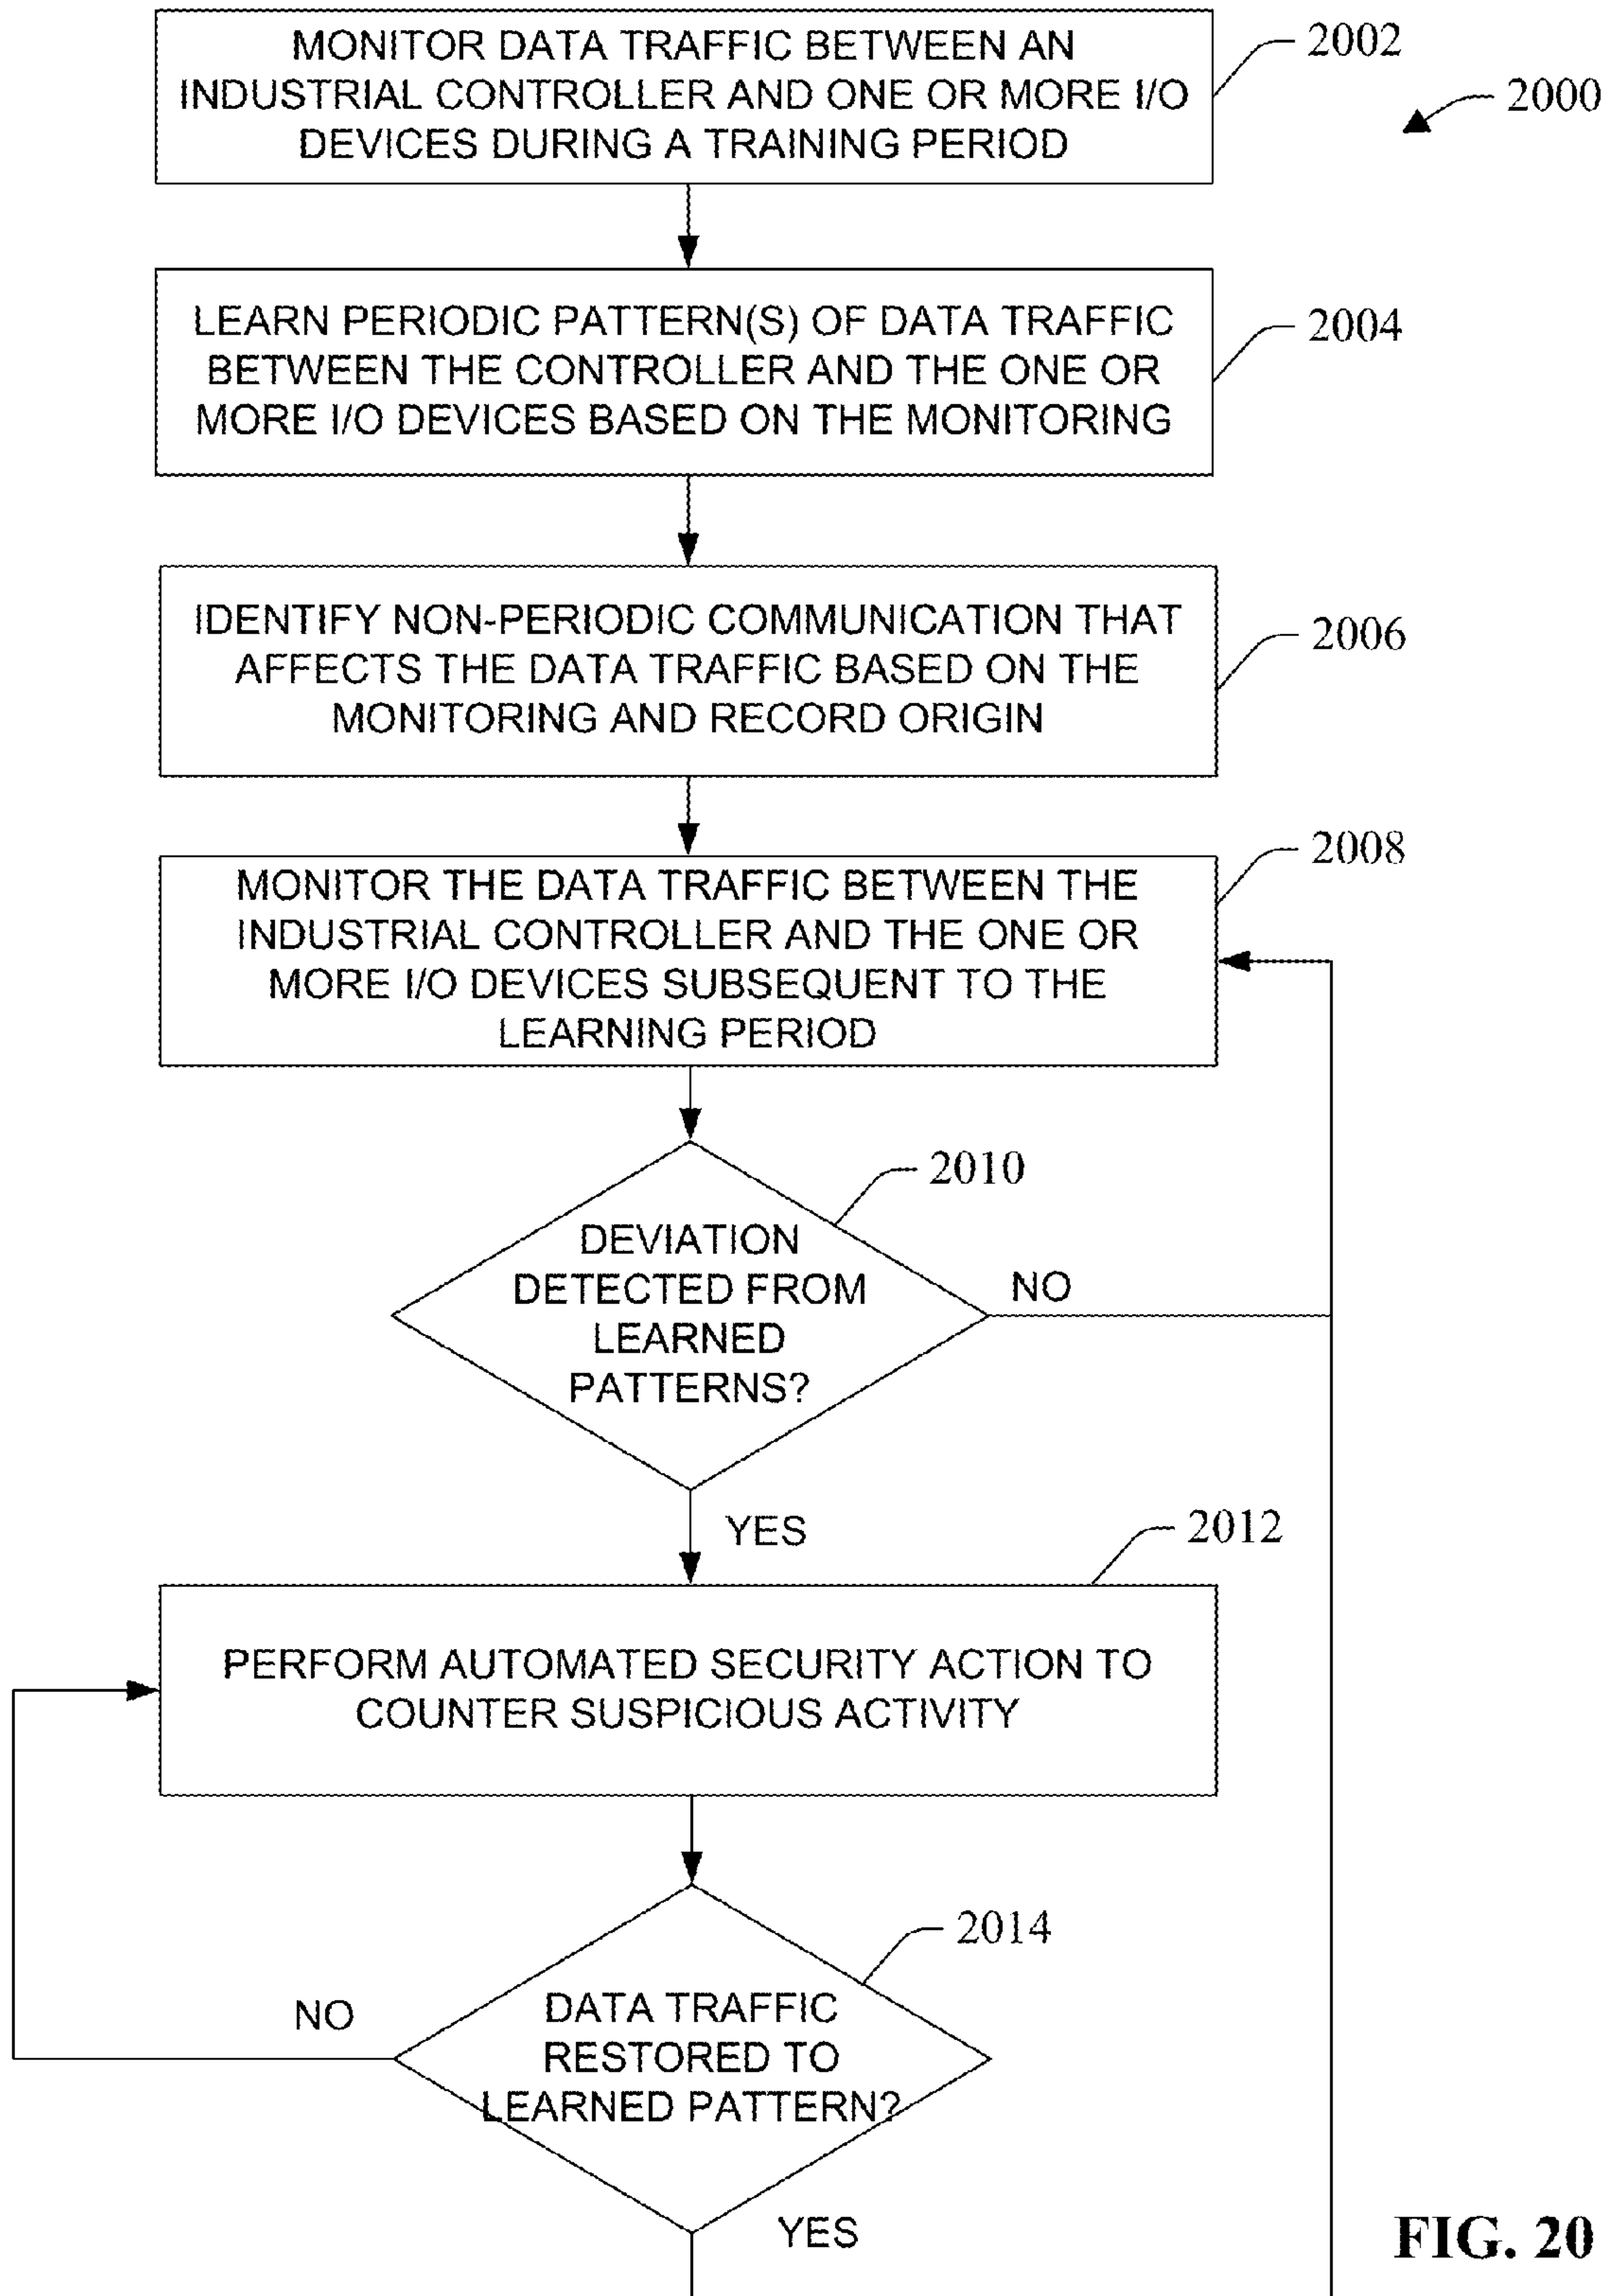 MONITOR DATA TRAFFIC BETWEEN AN
INDUSTRIAL CONTROLLER AND ONE OR MORE I/O
DEVICES DURING A TRAINING PERIOD
2002
2000
LEARN PERIODIC PATTERN(S) OF DATA TRAFFIC
BETWEEN THE CONTROLLER AND THE ONE OR
MORE I/O DEVICES BASED ON THE MONITORING
2004
IDENTIFY NON-PERIODIC COMMUNICATION THAT
AFFECTS THE DATA TRAFFIC BASED ON THE
MONITORING AND RECORD ORIGIN
2006
MONITOR THE DATA TRAFFIC BETWEEN THE
INDUSTRIAL CONTROLLER AND THE ONE OR
MORE I/O DEVICES SUBSEQUENT TO THE
LEARNING PERIOD
2008
DEVIATION
DETECTED FROM
LEARNED
PATTERNS?
2010
NO
YES
2012
PERFORM AUTOMATED SECURITY ACTION TO
COUNTER SUSPICIOUS ACTIVITY
2014
NO
DATA TRAFFIC
RESTORED TO
LEARNED PATTERN?
YES
FIG. 20